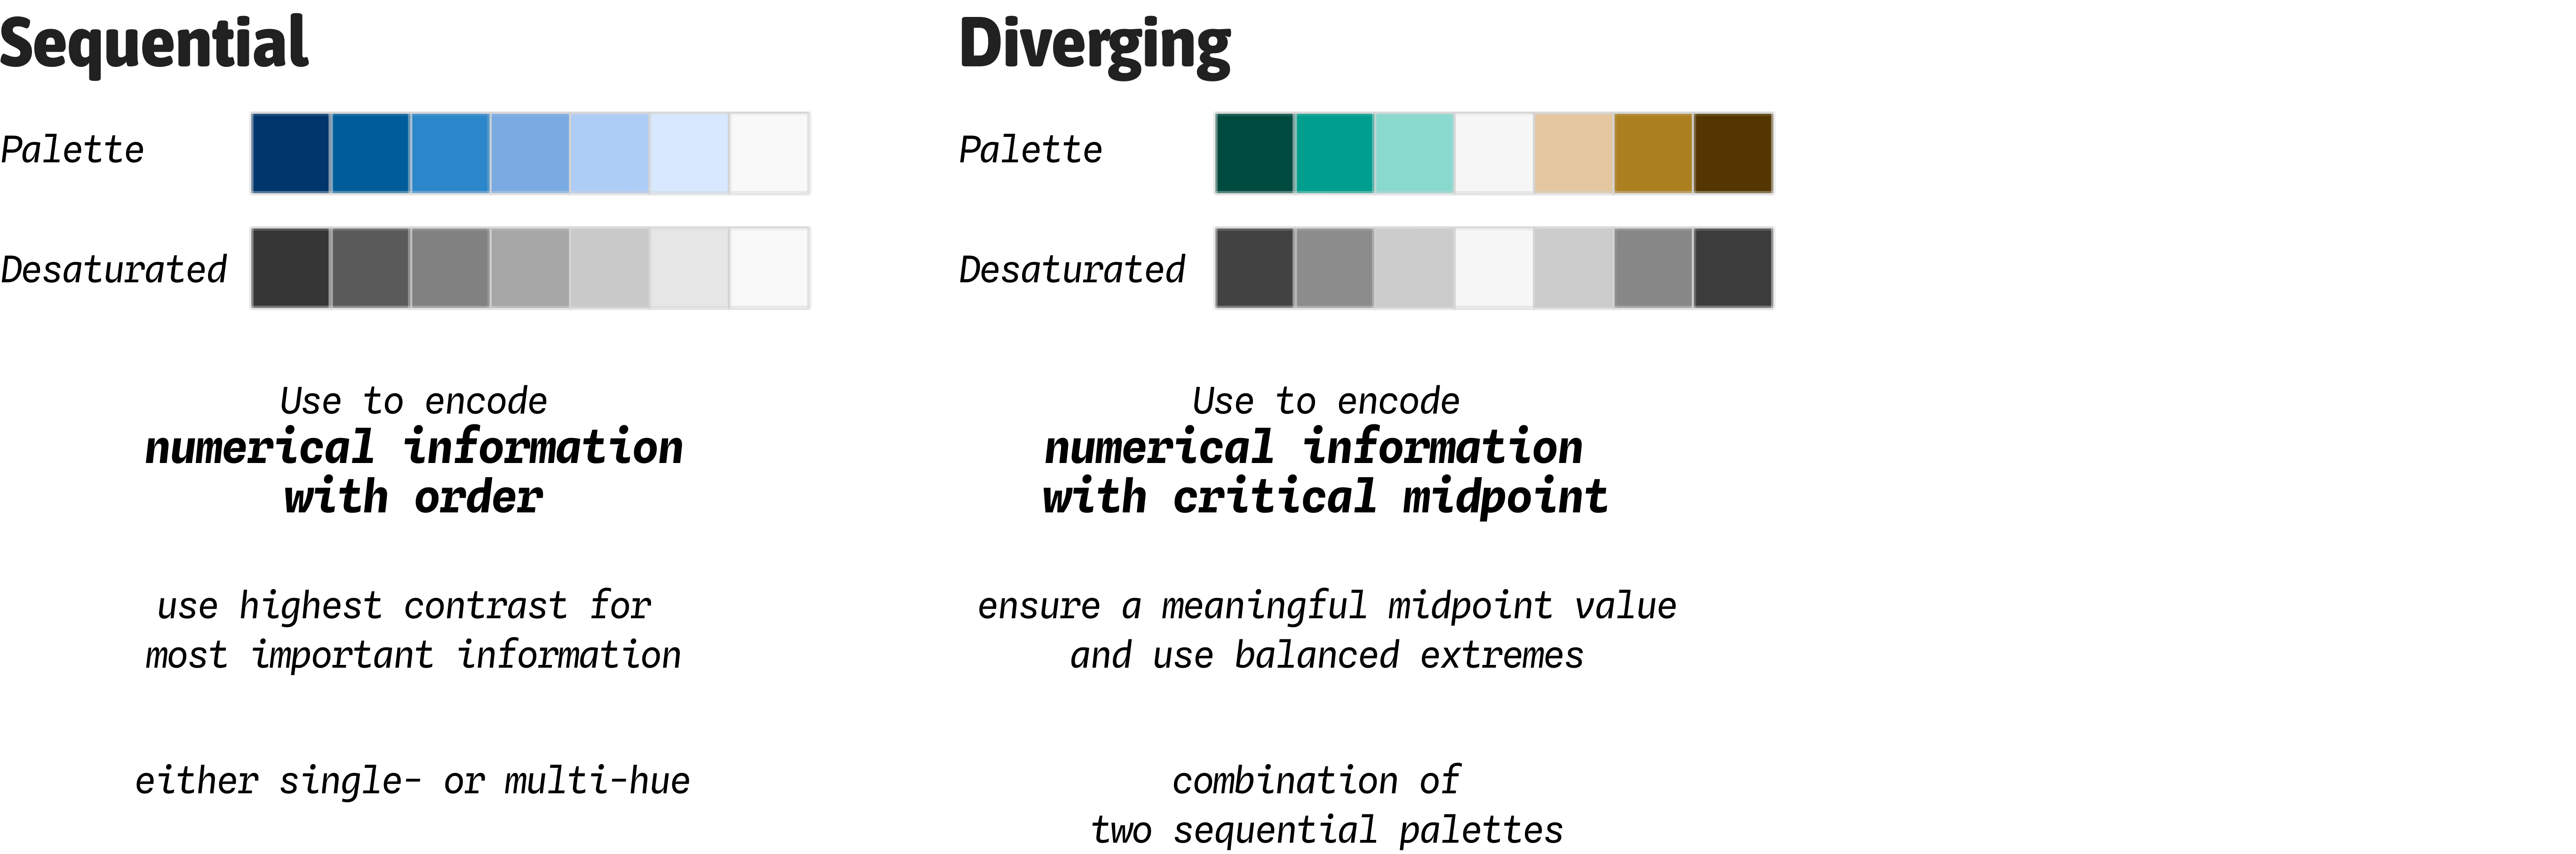 Sequential
Palette
Desaturated
Use to encode
numerical information
with order
use highest contrast for
most important information
either single- or multi-hue
Diverging
Palette
Desaturated
Use to encode
numerical information
with critical midpoint
ensure a meaningful midpoint value
and use balanced extremes
combination of
two sequential palettes